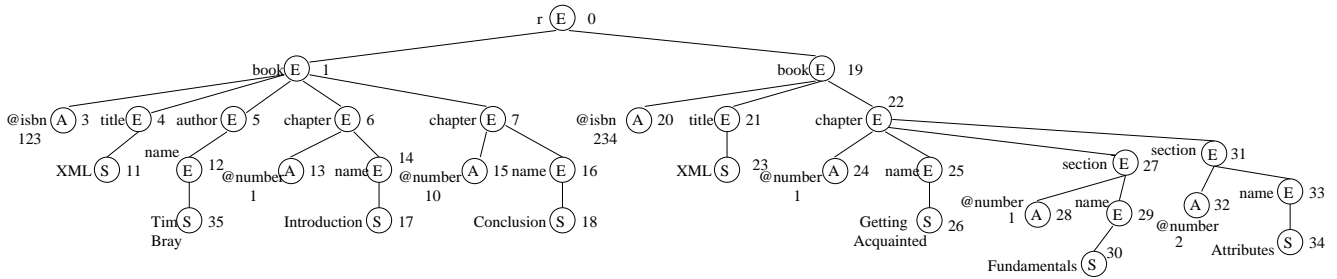 r E 0
book E 1
book E 19
22
@isbn A 3 title E 4 author E 5 chapter E 6 chapter E 7 @isbn A 20 title E 21 chapter E
123
234
name
14
section E 27
section E 31
XML S 11
E 12
@number A 13 name E
@number A 15 name E 16
XML S 23
@number A 24 name E 25
1
10
1
@number A 28
1
name E 29
A 32
@number
2
name E 33
Tim S 35
Bray
Introduction S 17
Conclusion S 18
Getting S 26
Acquainted
Fundamentals S 30
Attributes S 34